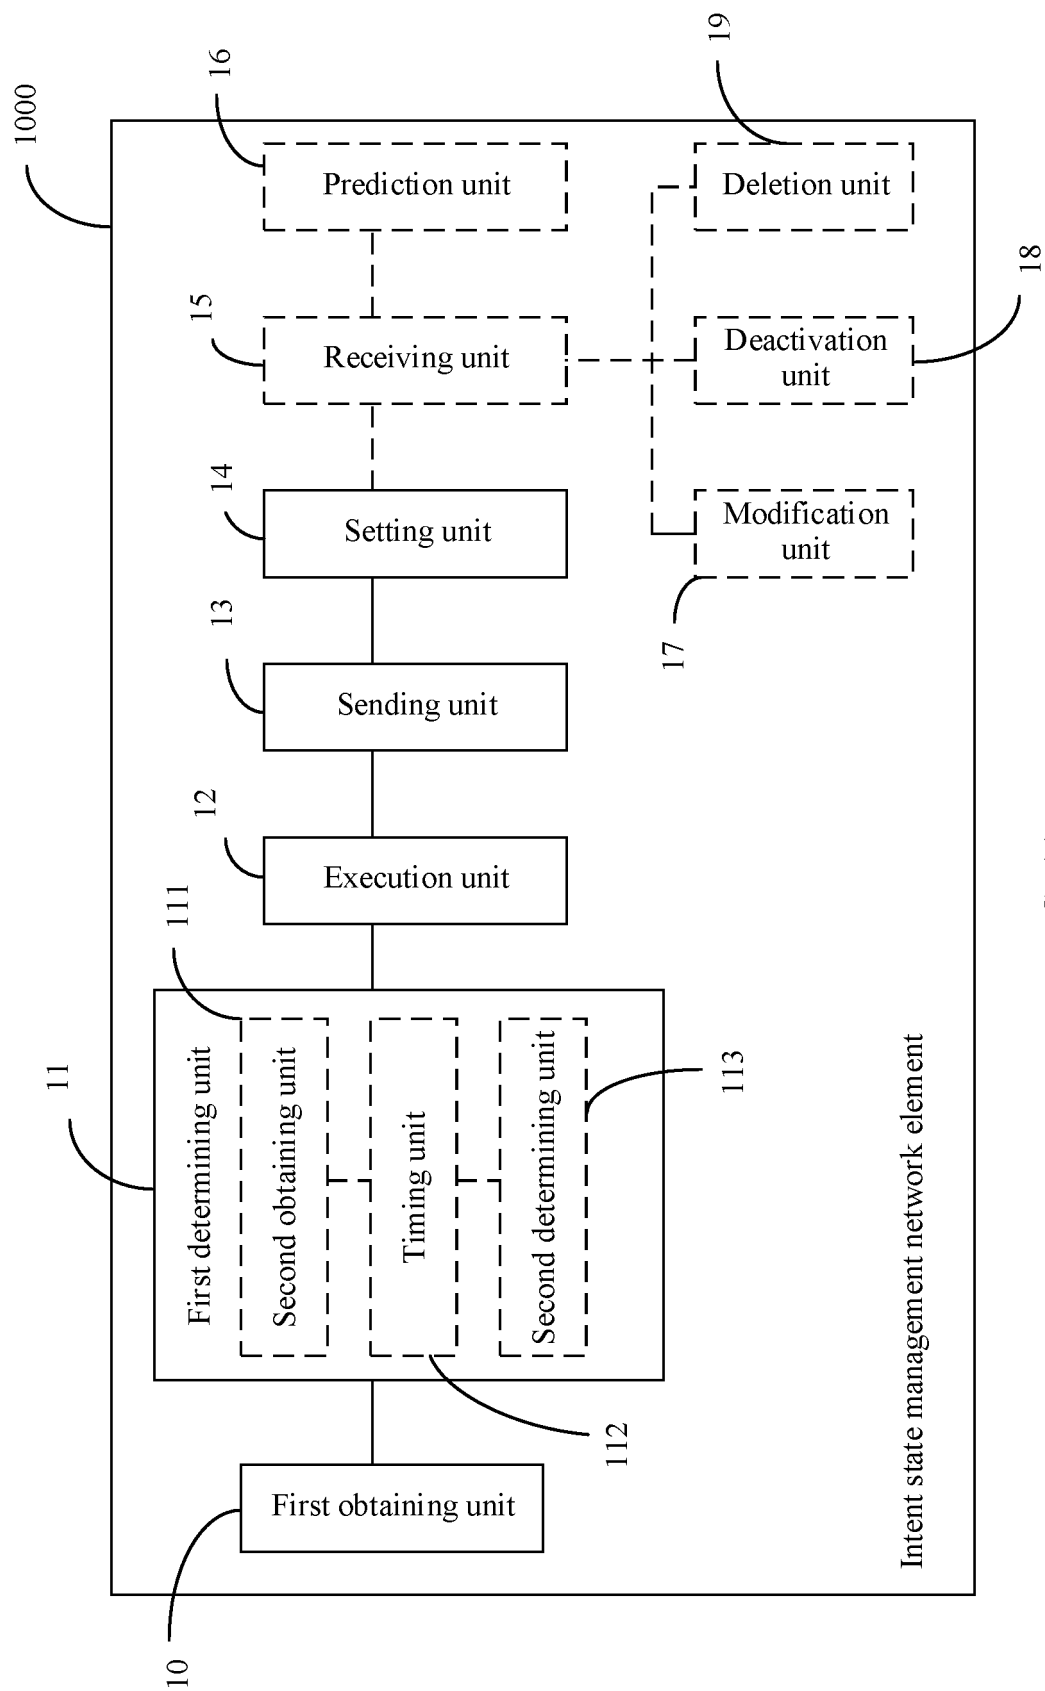 1000
16
Prediction unit
19
Deletion unit
15
Receiving unit
18
Deactivation
unit
14
Setting unit
Modification
unit
17
13
Sending unit
12
Execution unit
11
111
First determining unit
Second obtaining unit
Timing unit
Second determining unit
113
112
First obtaining unit
10
Intent state management network element